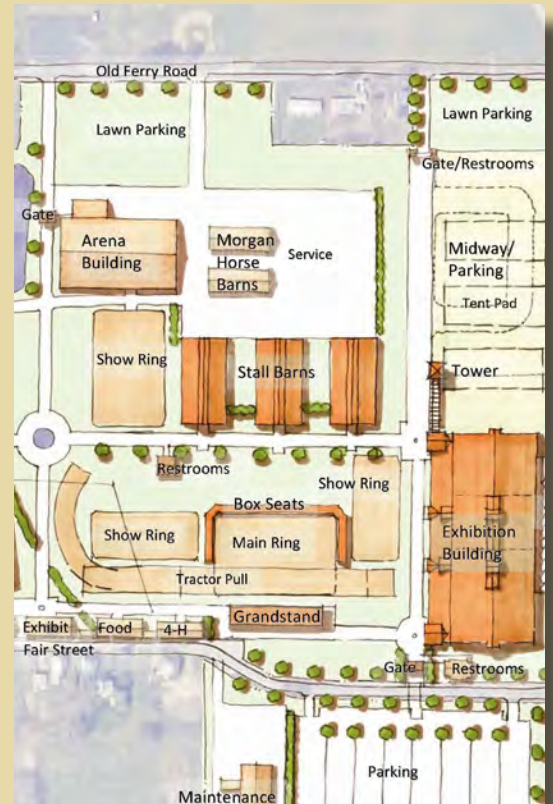 Old Ferry Road
Lawn Parking
Lawn Parking
Gate/Restrooms
Gate
Arena
Building
Morgan
Horse
Barns
Service
Midway/
Parking
Tent Pad
Show Ring
Stall Barns
Tower
Restrooms
Show Ring
Box Seats
Show Ring
Main Ring
Exhibition
Building
Tractor Pull
Grandstand
Exhibit
Food
4-H
Fair Street
Gate
Restrooms
Parking
Maintenance